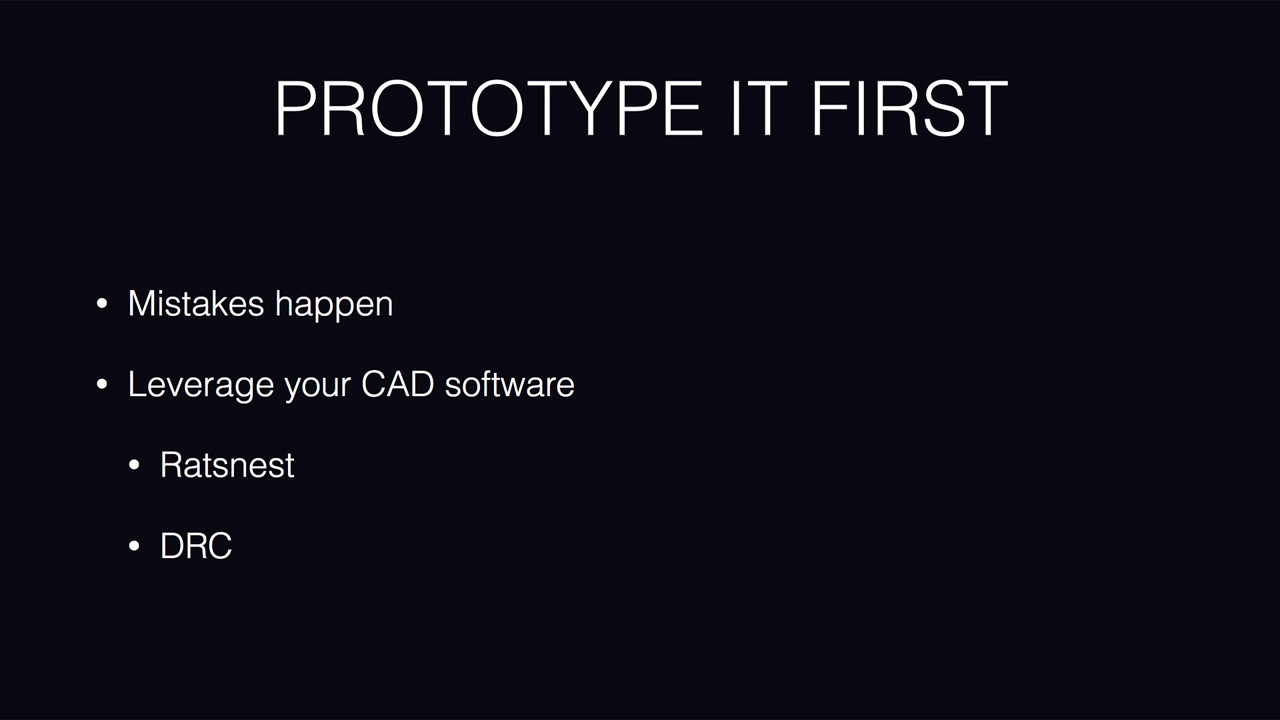 PROTOTYPE IT FIRST
• Mistakes happen
• Leverage your CAD software
• Ratsnest
• DRC